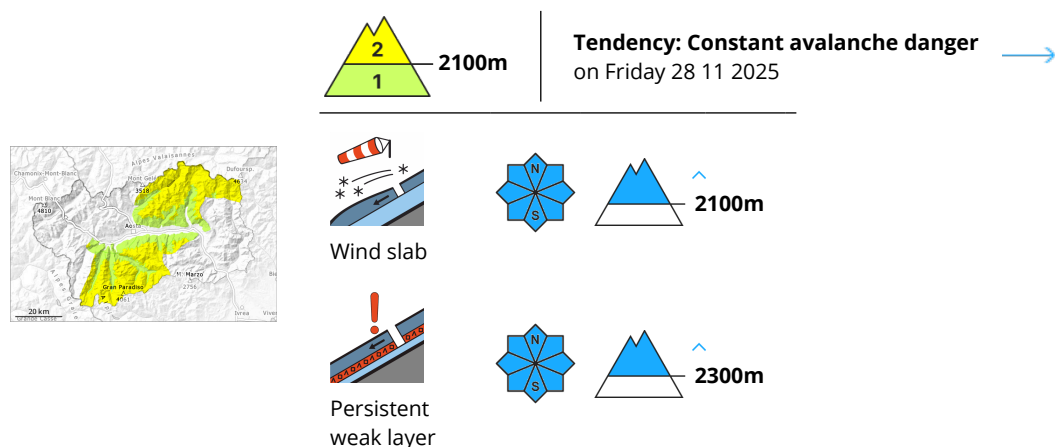 2
1
2100m
Tendency: Constant avalanche danger
on Friday 28 11 2025
Alpes Valaisannes
Chamonix-Mont-Blanc
Mont Gelé
3518
Dufoursp.
Mont Blanc
4810
Aosta
M. Marzo
2756
Gran Paradiso
4061
20 km
Ivrea
N
S
2100m
Wind slab
N
S
2300m
Persistent
weak layer